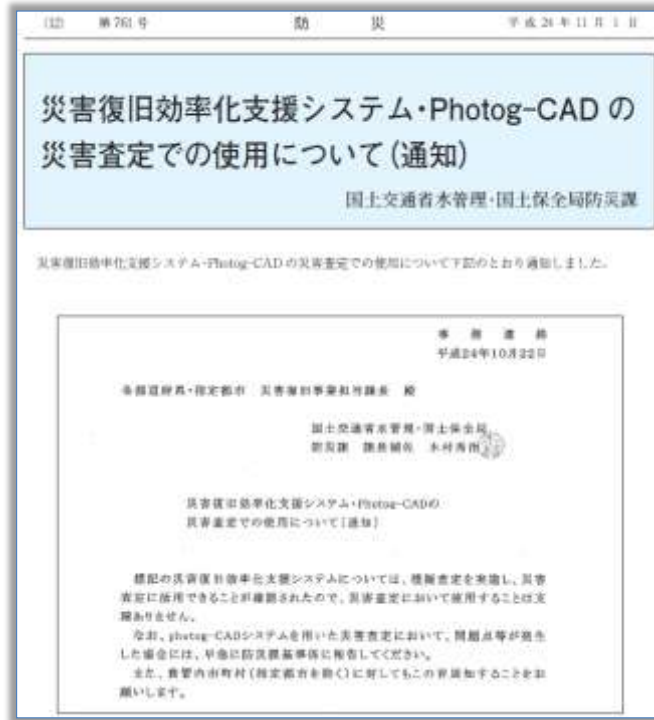 (12) 第761号 防災 平成24年11月1日
災害復旧効率化支援システム・Photog-CAD の
災害査定での使用について(通知)
国土交通省水管理・国土保全局防災課
災害復旧効率化支援システム・Photog-CAD の災害査定での使用について下記のとおり通知しました。
事務連絡
平成24年10月22日
各都道府県・指定都市 災害復旧事業担当課長 殿
国土交通省水管理・国土保全局
防災課 課長補佐
災害復旧効率化支援システム・Photog-CADの
災害査定での使用について(通知)
標記の災害復旧効率化支援システムについては、模擬査定を実施し、災害
査定に活用できることが確認されたので、災害査定において使用することは支
障ありません。
なお、photog-CADシステムを用いた災害査定において、問題点等が発生
した場合には、早急に防災課基準係に報告してください。
また、貴管内市町村(指定都市を除く)に対してもこの旨周知することをお
願いします。